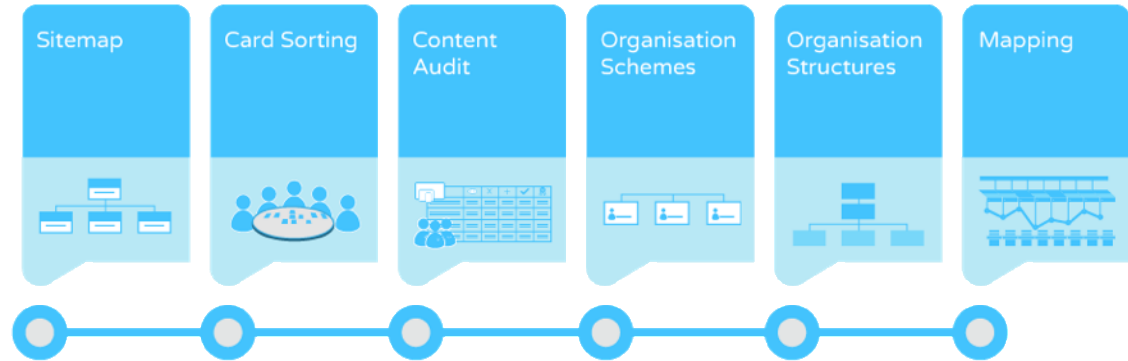 Sitemap
Card Sorting
Content
Audit
Organisation
Schemes
Organisation
Structures
Mapping